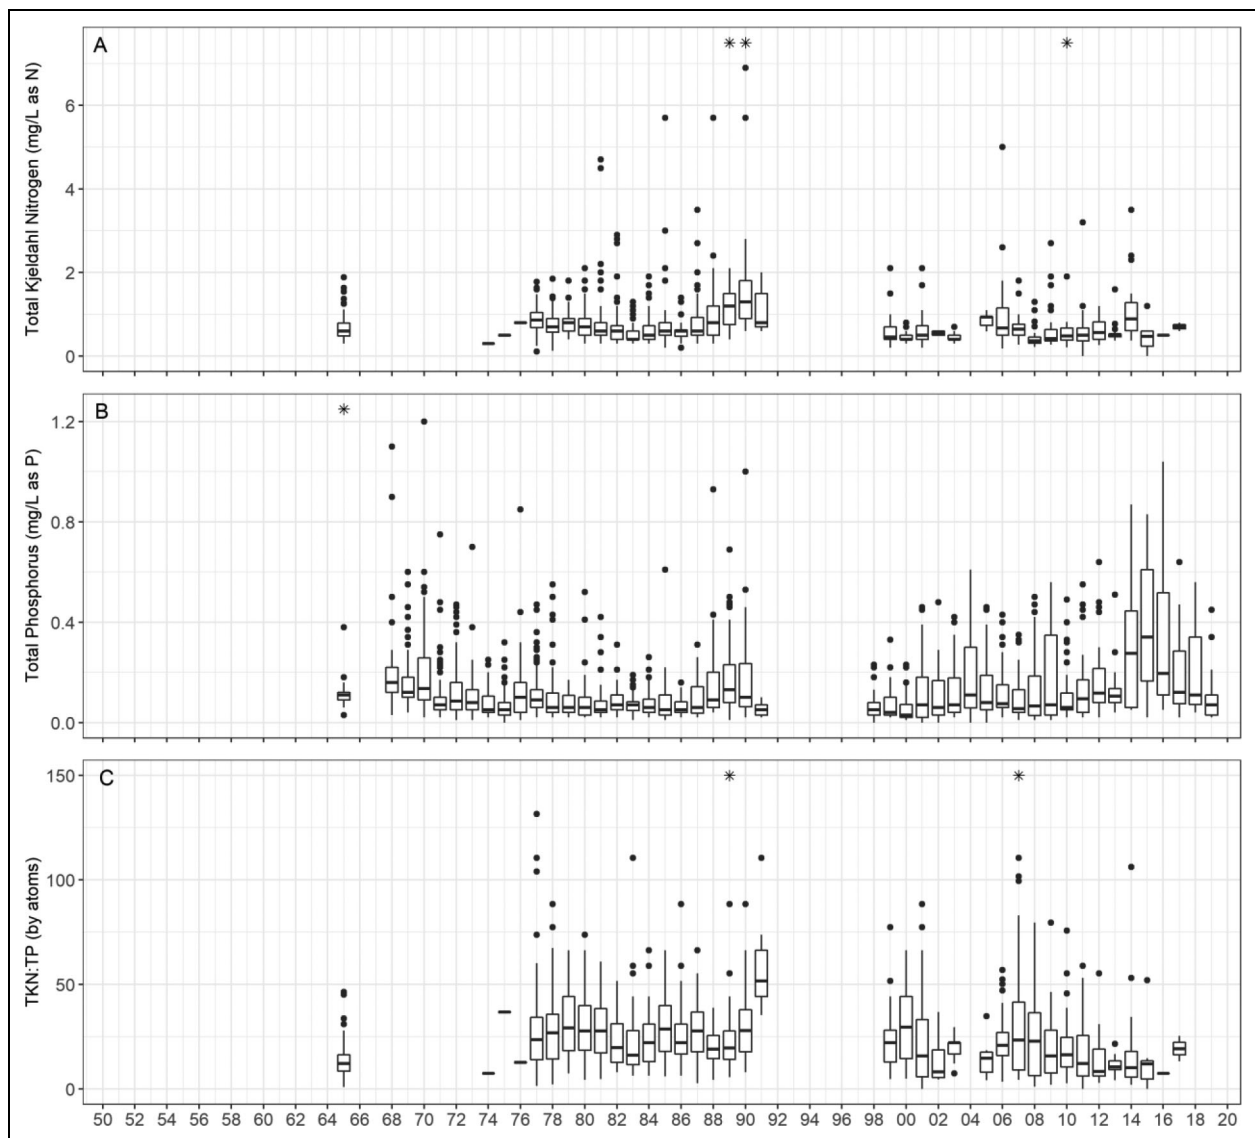 A
* * *
Total Kjeldahl Nitrogen (mg/L as N)
6
4
2
0
B
*
Total Phosphorus (mg/L as P)
1.2
0.8
0.4
0.0
C
* *
TKN:TP (by atoms)
150
100
50
0
50 52 54 56 58 60 62 64 66 68 70 72 74 76 78 80 82 84 86 88 90 92 94 96 98 00 02 04 06 08 10 12 14 16 18 20